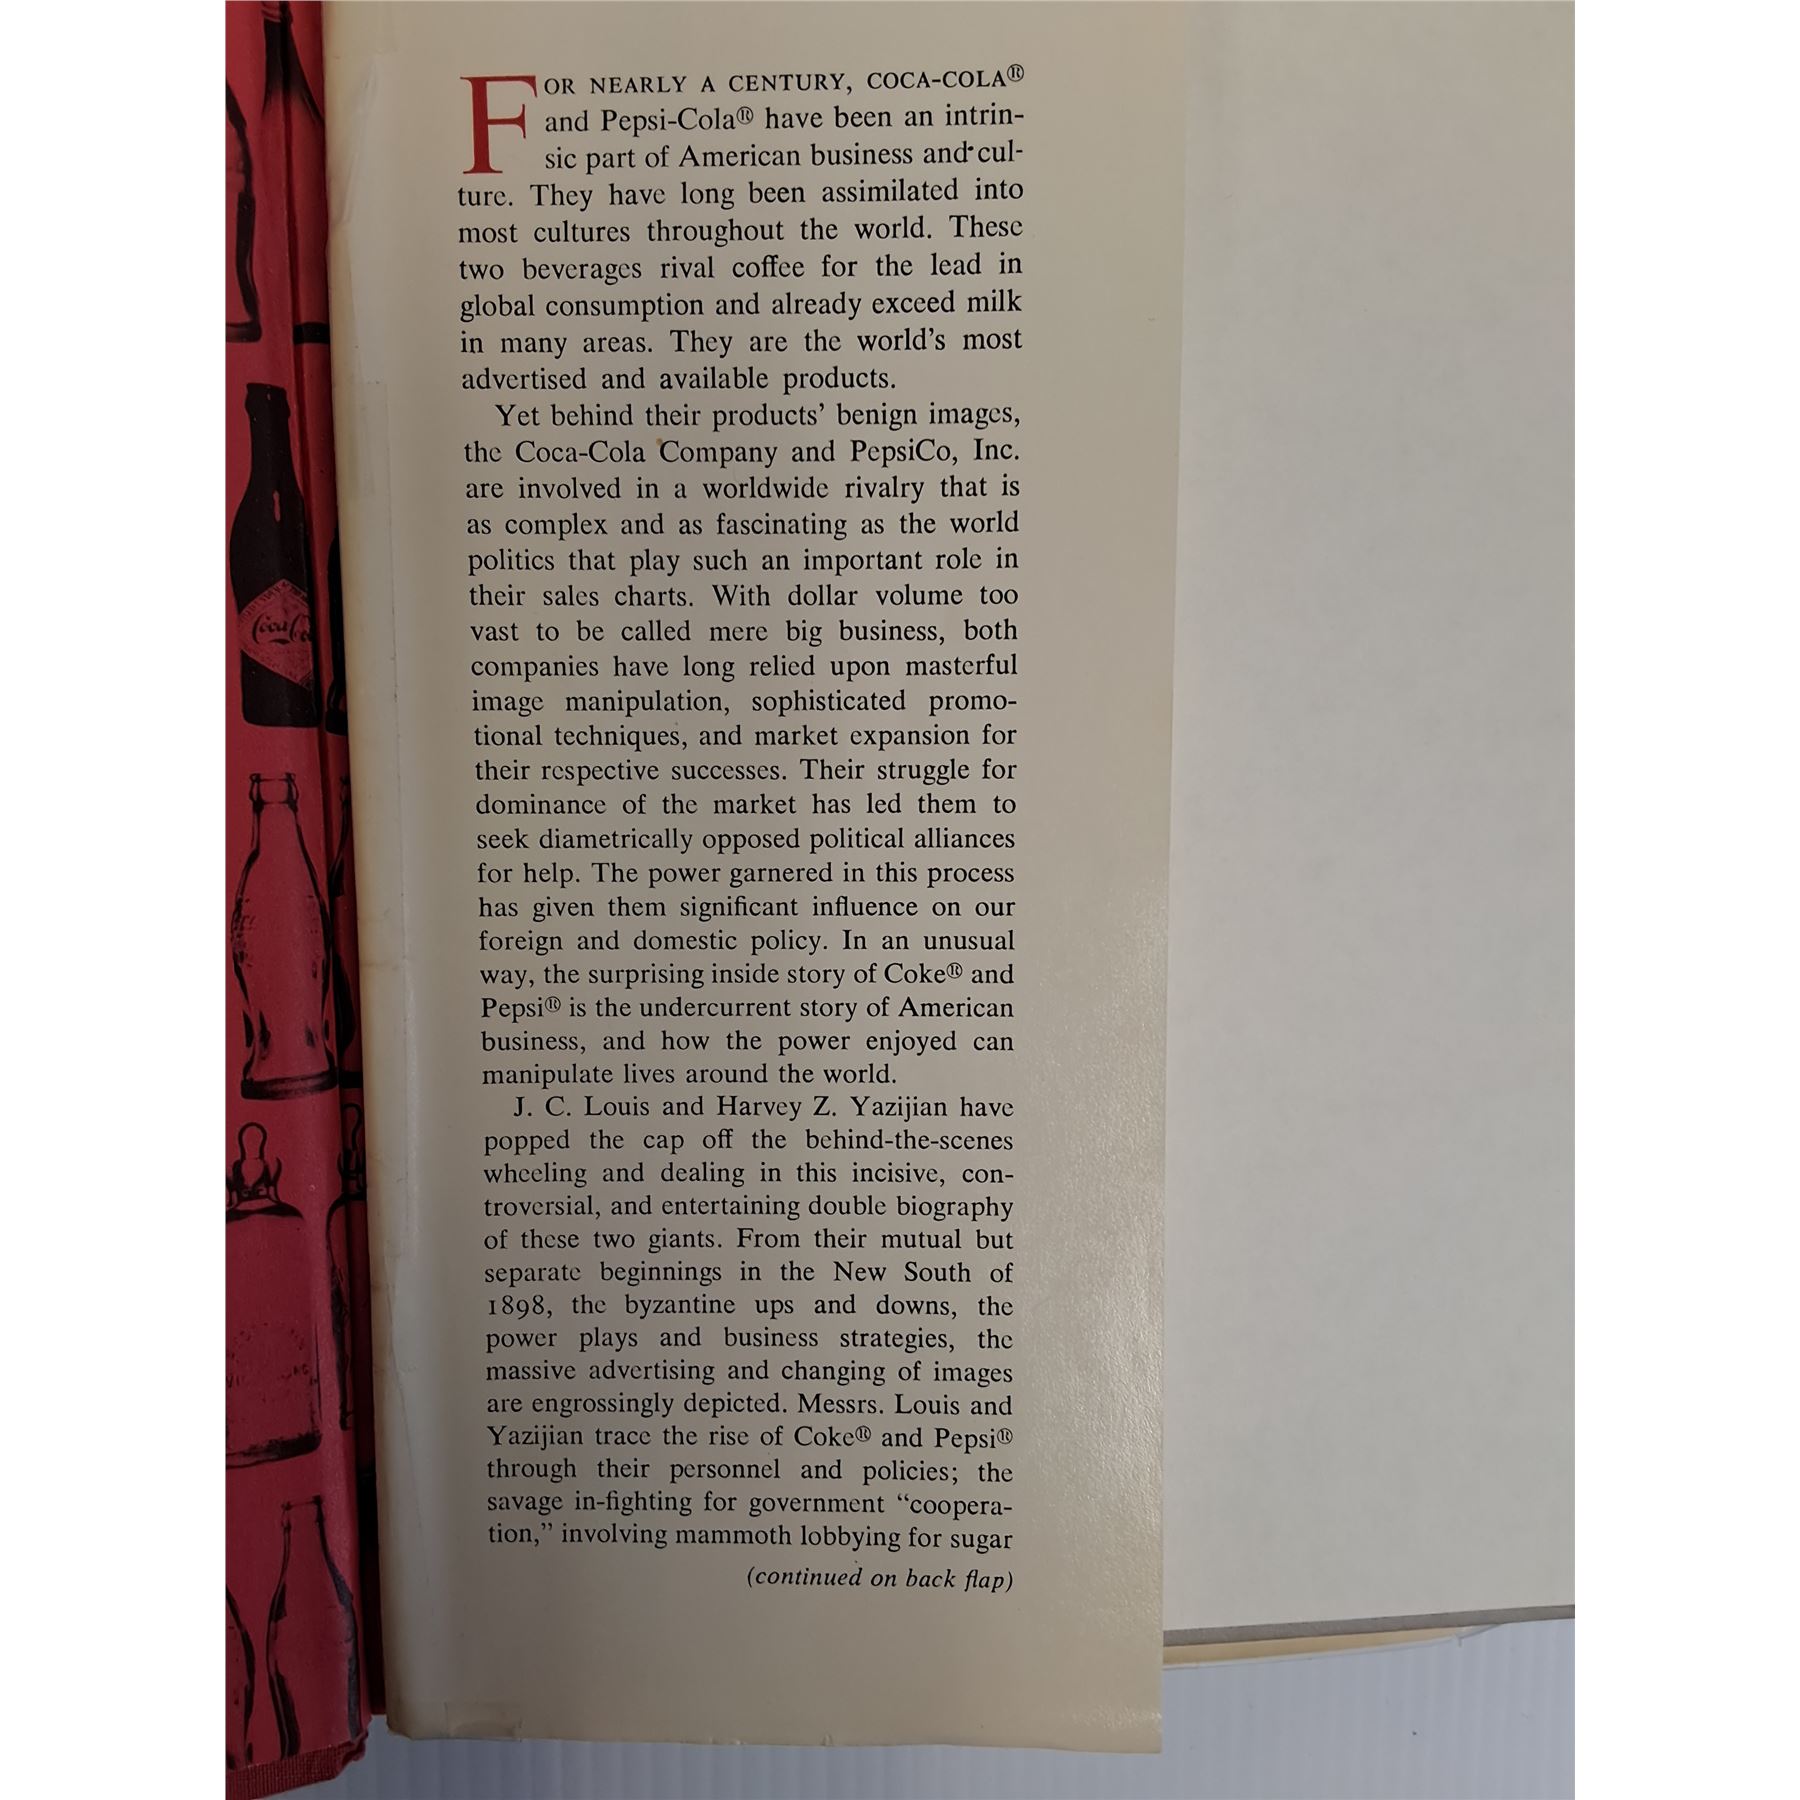 FOR NEARLY A CENTURY, COCA-COLA®
and Pepsi-Cola® have been an intrin-
sic part of American business and cul-
ture. They have long been assimilated into
most cultures throughout the world. These
two beverages rival coffee for the lead in
global consumption and already exceed milk
in many areas. They are the world's most
advertised and available products.
Yet behind their products' benign images,
the Coca-Cola Company and PepsiCo, Inc.
are involved in a worldwide rivalry that is
as complex and as fascinating as the world
politics that play such an important role in
their sales charts. With dollar volume too
vast to be called mere big business, both
companies have long relied upon masterful
image manipulation, sophisticated promo-
tional techniques, and market expansion for
their respective successes. Their struggle for
dominance of the market has led them to
seek diametrically opposed political alliances
for help. The power garnered in this process
has given them significant influence on our
foreign and domestic policy. In an unusual
way, the surprising inside story of Coke® and
Pepsi® is the undercurrent story of American
business, and how the power enjoyed can
manipulate lives around the world.
J. C. Louis and Harvey Z. Yazijian have
popped the cap off the behind-the-scenes
wheeling and dealing in this incisive, con-
troversial, and entertaining double biography
of these two giants. From their mutual but
separate beginnings in the New South of
1898, the byzantine ups and downs, the
power plays and business strategies, the
massive advertising and changing of images
are engrossingly depicted. Messrs. Louis and
Yazijian trace the rise of Coke® and Pepsi®
through their personnel and policies; the
savage in-fighting for government “coopera-
tion,” involving mammoth lobbying for sugar
(continued on back flap)